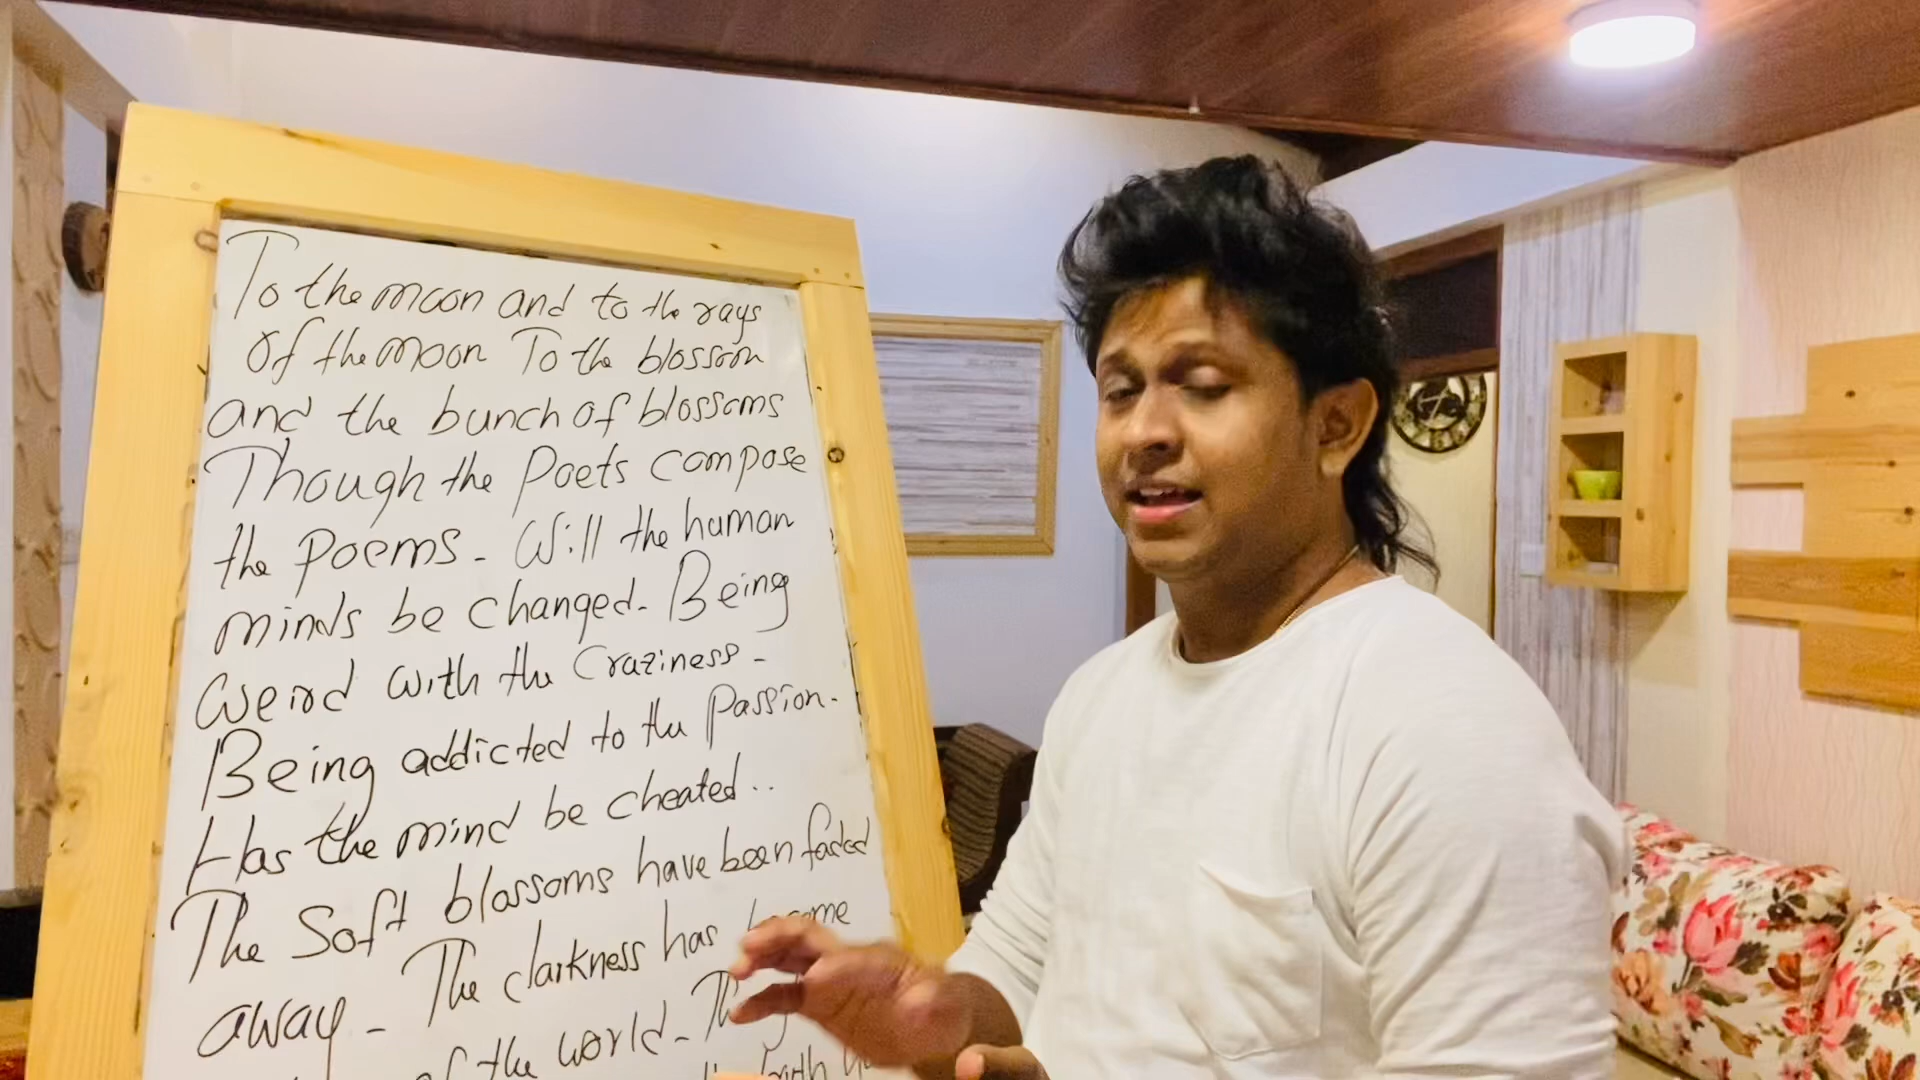 To the moon and to the rays
Of the moon To the blossom
and the bunch of blossoms
Though the Poets compose
the poems - Will the human
minds be changed - Being
weird with the Craziness -
Being addicted to the Passion -
Has the mind be cheated ..
The Soft blossoms have been faded
away - The darkness has
of the world -